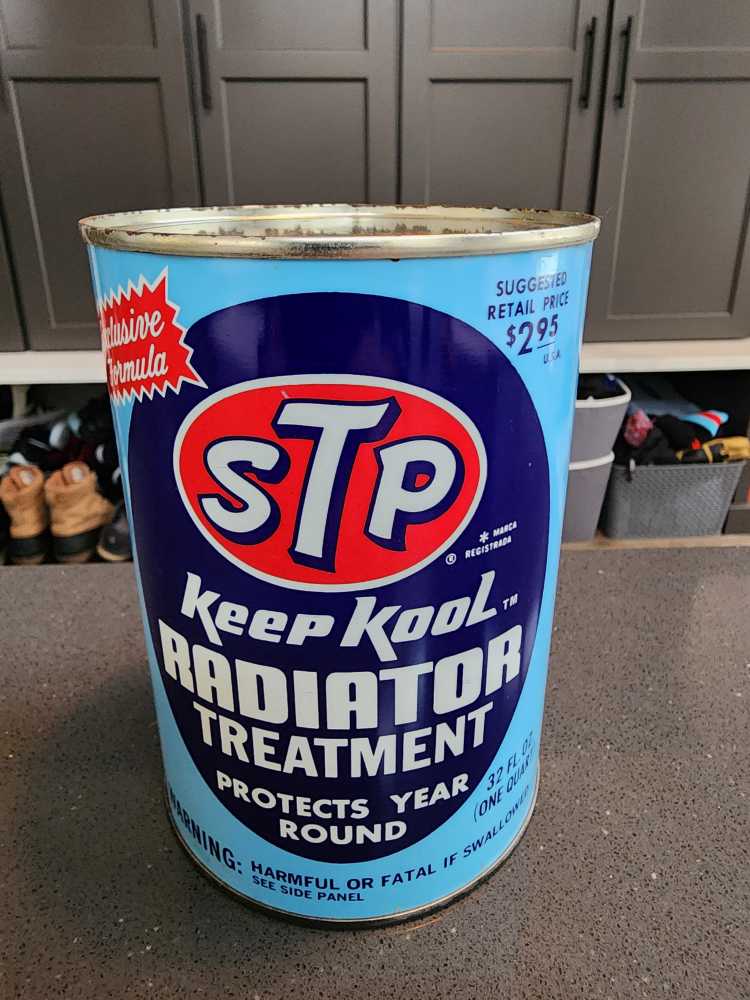 SUGGESTED
RETAIL PRICE
$2.95
U.S.A.
Formula
STP
* MARCA
® REGISTRADA
Keep Kool ™
RADIATOR
TREATMENT
PROTECTS YEAR
ROUND
32 FL. OZ.
(ONE QUART)
WARNING: HARMFUL OR FATAL IF SWALLOWED
SEE SIDE PANEL